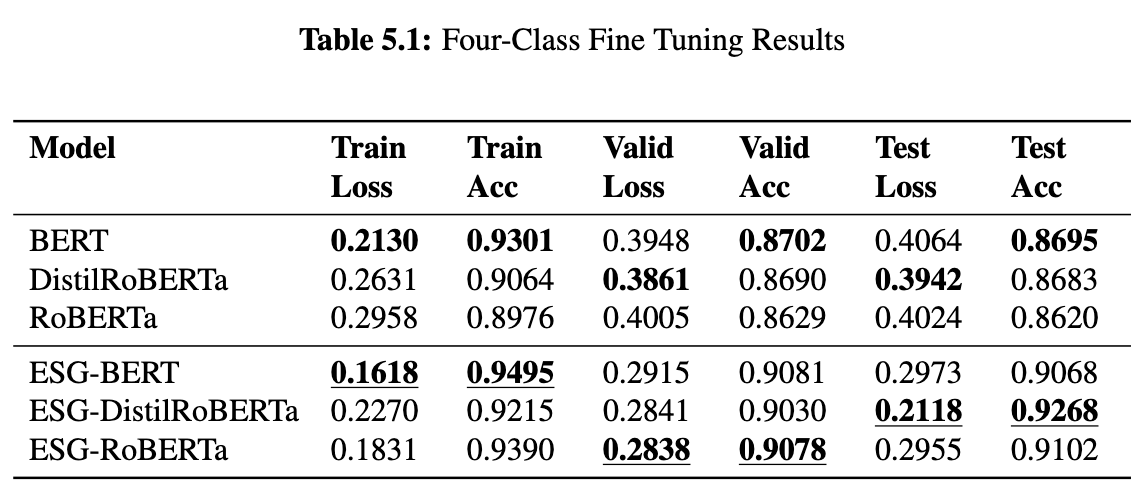 Table 5.1: Four-Class Fine Tuning Results
Model Train Loss Train Acc Valid Loss Valid Acc Test Loss Test Acc
BERT 0.2130 0.9301 0.3948 0.8702 0.4064 0.8695
DistilRoBERTa 0.2631 0.9064 0.3861 0.8690 0.3942 0.8683
RoBERTa 0.2958 0.8976 0.4005 0.8629 0.4024 0.8620
ESG-BERT 0.1618 0.9495 0.2915 0.9081 0.2973 0.9068
ESG-DistilRoBERTa 0.2270 0.9215 0.2841 0.9030 0.2118 0.9268
ESG-RoBERTa 0.1831 0.9390 0.2838 0.9078 0.2955 0.9102